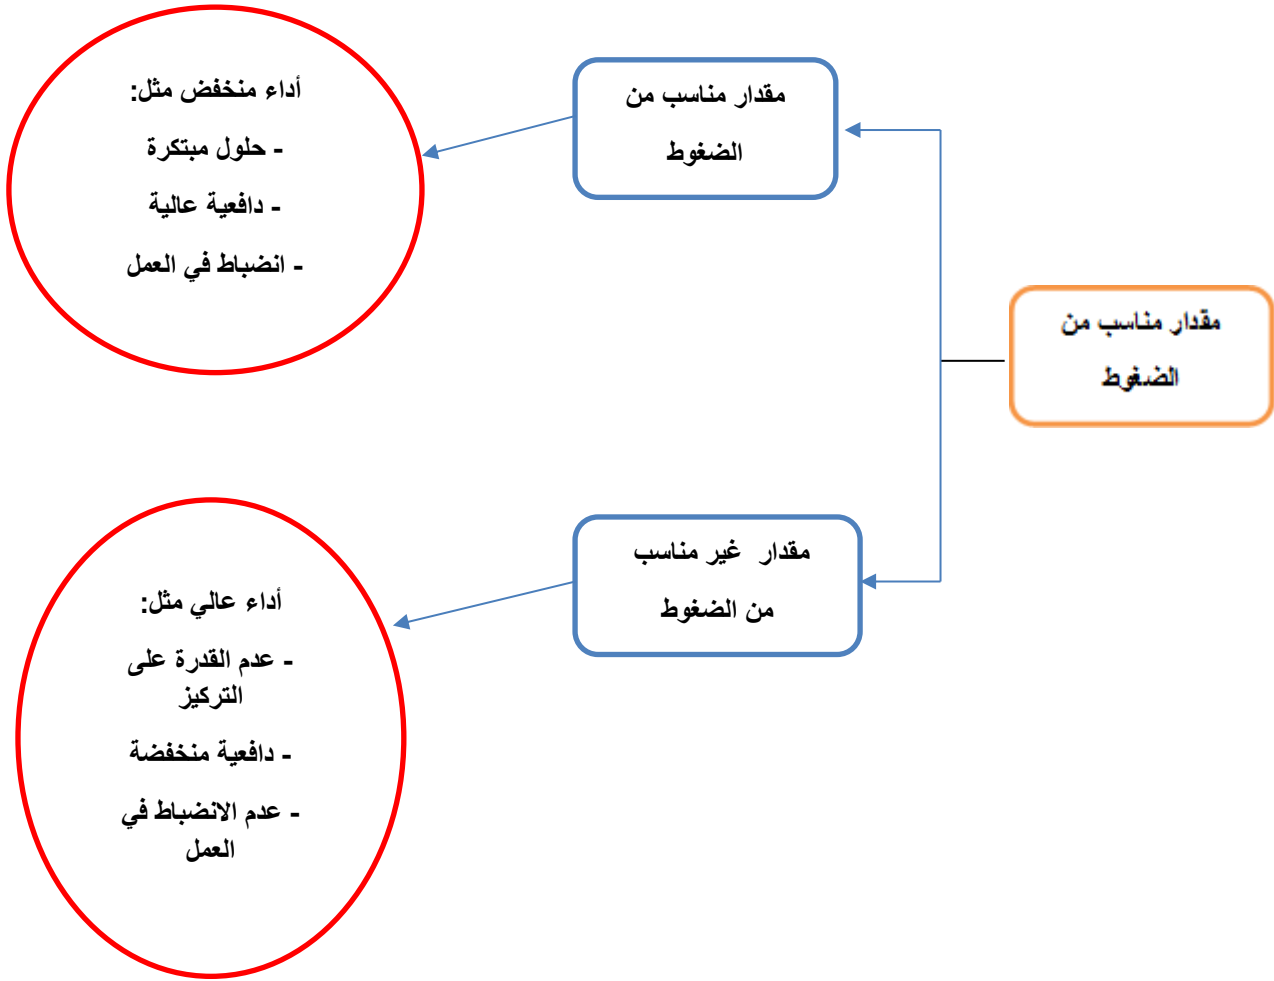 مقدار مناسب من
الضغوط
مقدار مناسب من
الضغوط
أداء منخفض مثل:
- حلول مبتكرة
- دافعية عالية
- انضباط في العمل
مقدار غير مناسب
من الضغوط
أداء عالي مثل:
- عدم القدرة على
التركيز
- دافعية منخفضة
- عدم الانضباط في
العمل